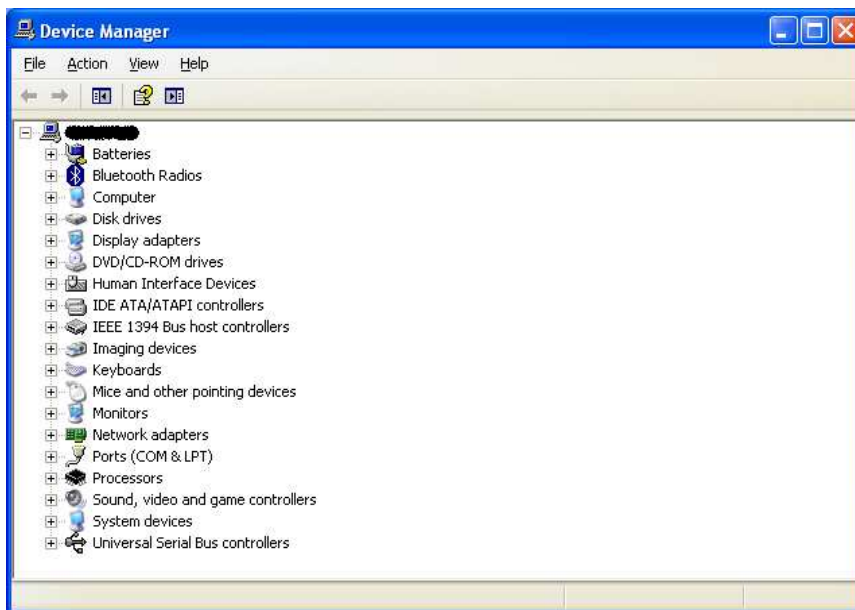 Device Manager
File Action View Help
Batteries
Bluetooth Radios
Computer
Disk drives
Display adapters
DVD/CD-ROM drives
Human Interface Devices
IDE ATA/ATAPI controllers
IEEE 1394 Bus host controllers
Imaging devices
Keyboards
Mice and other pointing devices
Monitors
Network adapters
Ports (COM & LPT)
Processors
Sound, video and game controllers
System devices
Universal Serial Bus controllers